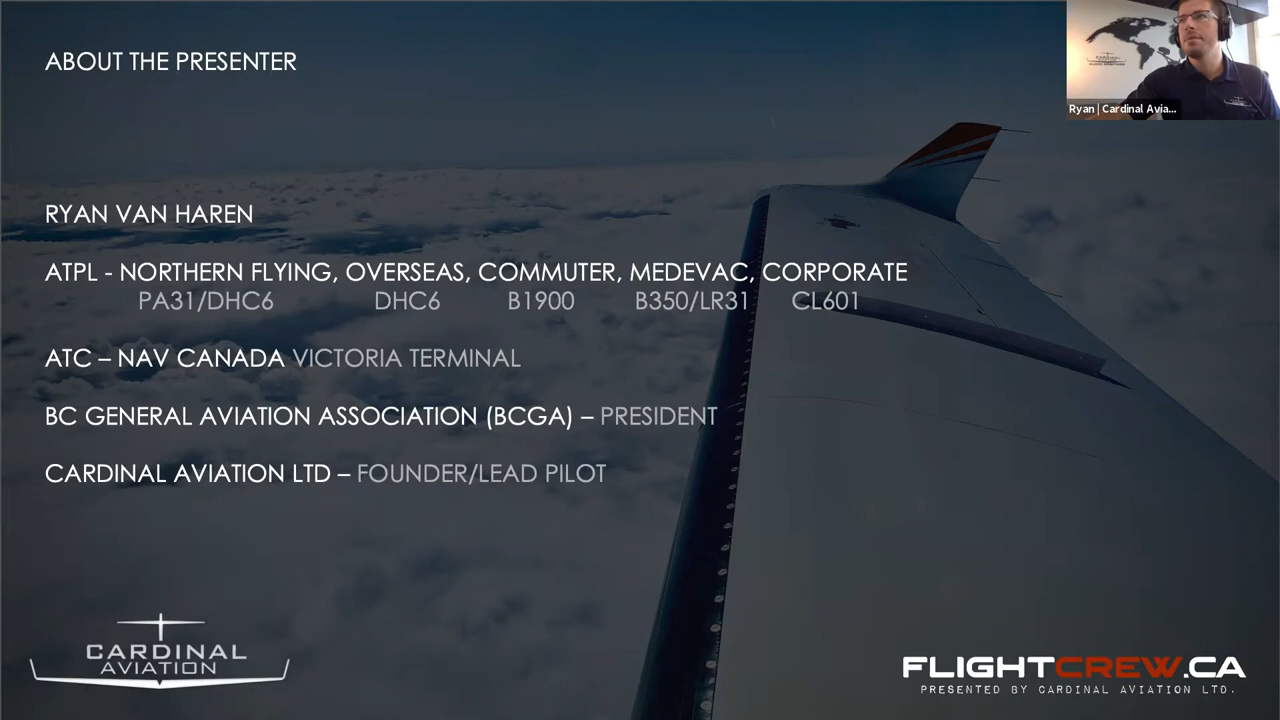 ABOUT THE PRESENTER
Ryan | Cardinal Avia...
RYAN VAN HAREN
ATPL - NORTHERN FLYING, OVERSEAS, COMMUTER, MEDEVAC, CORPORATE
PA31/DHC6 DHC6 B1900 B350/LR31 CL601
ATC – NAV CANADA VICTORIA TERMINAL
BC GENERAL AVIATION ASSOCIATION (BCGA) – PRESIDENT
CARDINAL AVIATION LTD – FOUNDER/LEAD PILOT
CARDINAL
AVIATION
FLIGHTCREW.CA
PRESENTED BY CARDINAL AVIATION LTD.